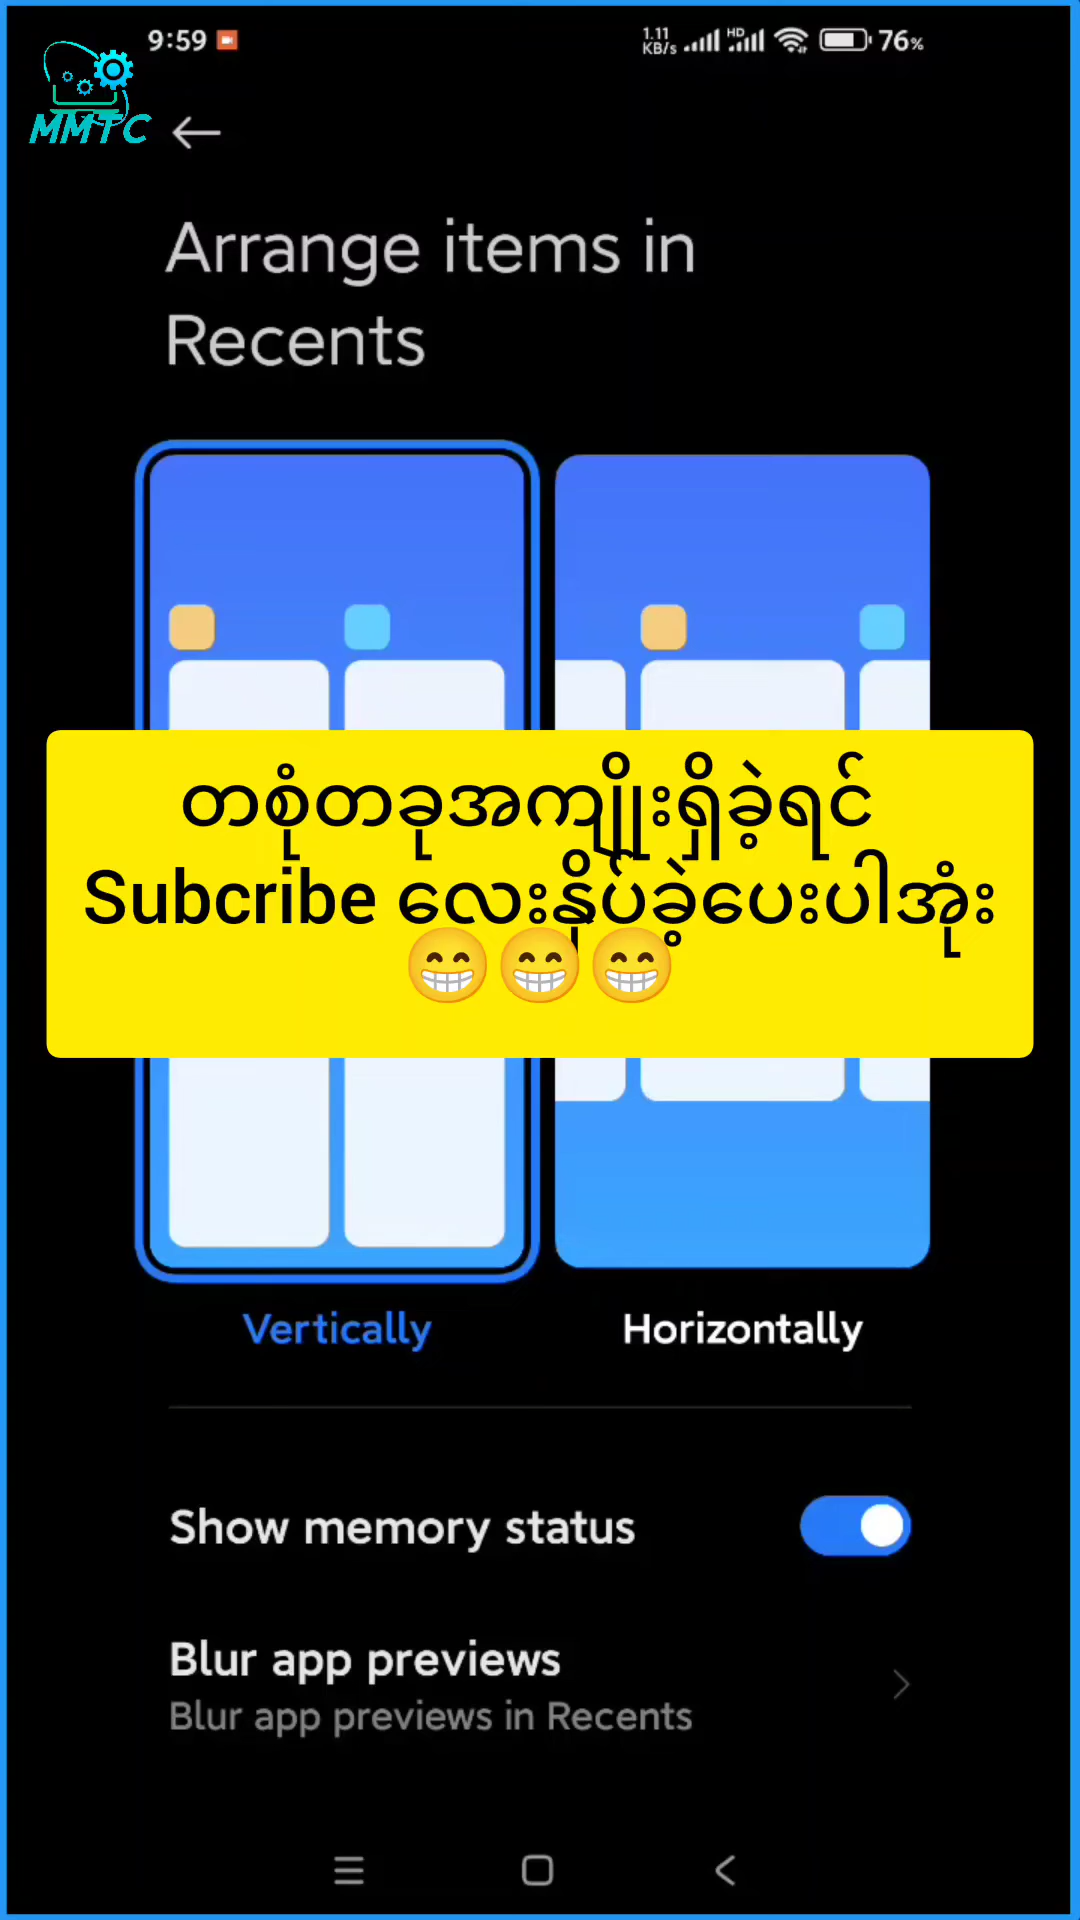 9:59
1.11 KB/s HD 76%
MMTC
Arrange items in
Recents
တစုံတခုအကျိုးရှိခဲ့ရင်
Subcribe လေးနှိပ်ခဲ့ပေးပါအုံး
😁😁😁
Vertically
Horizontally
Show memory status
Blur app previews
Blur app previews in Recents